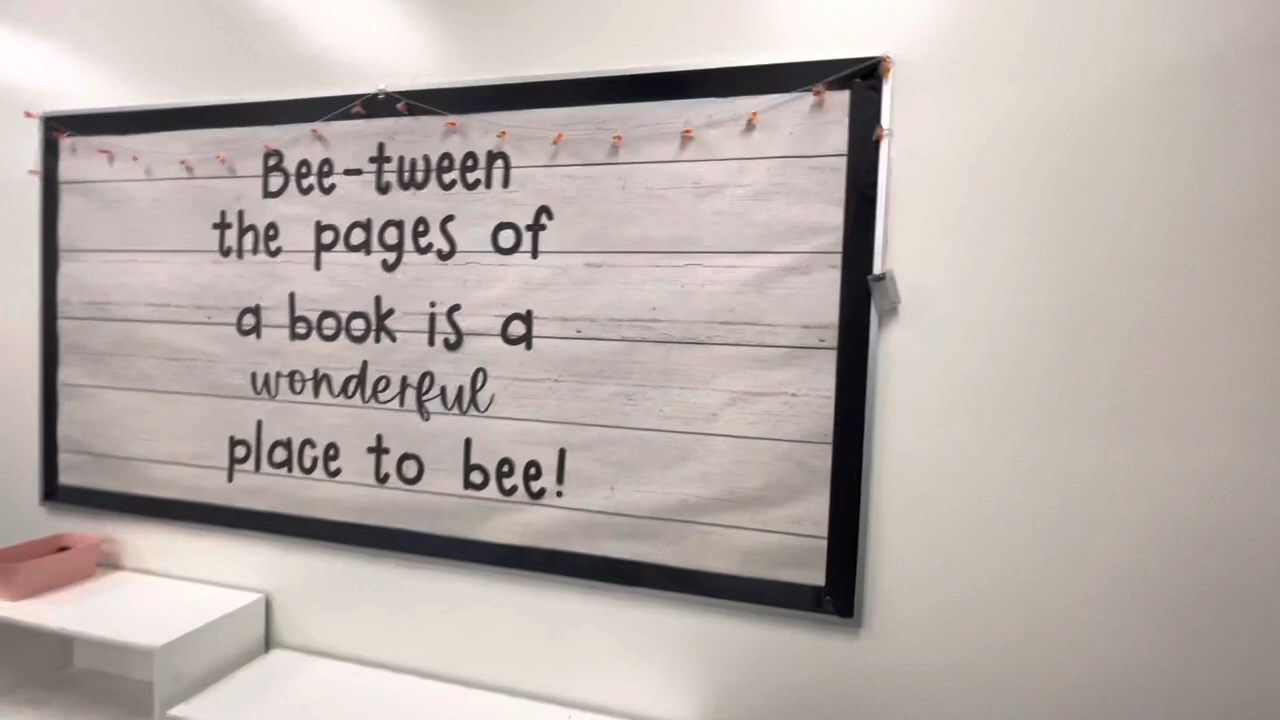 Bee-tween
the pages of
a book is a
wonderful
place to bee!